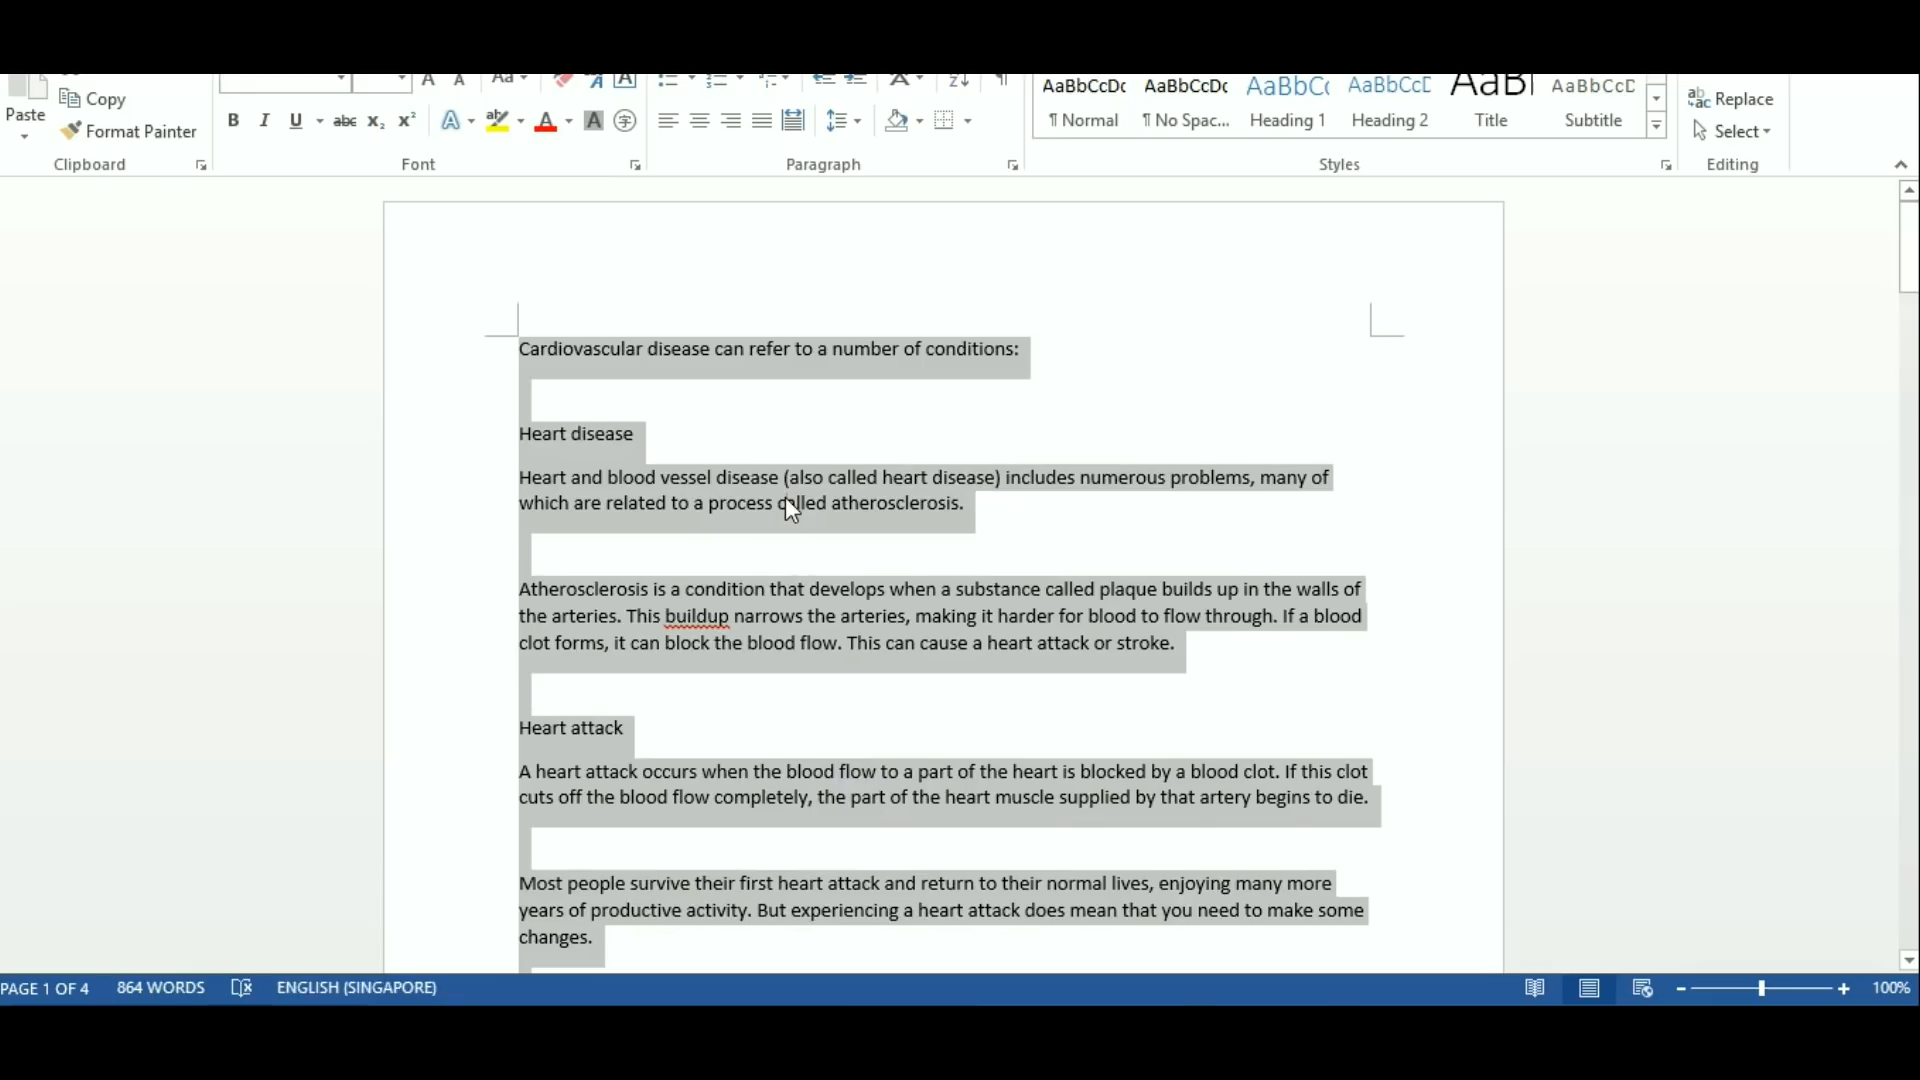 Copy
Paste
Format Painter
Clipboard
A A Aa A A
B I U abc x₂ x² A ab A A 字
Font
Paragraph
AaBbCcDc AaBbCcDc AaBbC AaBbCcD AaB AaBbCcD
¶ Normal ¶ No Spac... Heading 1 Heading 2 Title Subtitle
Styles
Replace
Select
Editing
Cardiovascular disease can refer to a number of conditions:
Heart disease
Heart and blood vessel disease (also called heart disease) includes numerous problems, many of
which are related to a process called atherosclerosis.
Atherosclerosis is a condition that develops when a substance called plaque builds up in the walls of
the arteries. This buildup narrows the arteries, making it harder for blood to flow through. If a blood
clot forms, it can block the blood flow. This can cause a heart attack or stroke.
Heart attack
A heart attack occurs when the blood flow to a part of the heart is blocked by a blood clot. If this clot
cuts off the blood flow completely, the part of the heart muscle supplied by that artery begins to die.
Most people survive their first heart attack and return to their normal lives, enjoying many more
years of productive activity. But experiencing a heart attack does mean that you need to make some
changes.
PAGE 1 OF 4 864 WORDS ENGLISH (SINGAPORE) 100%